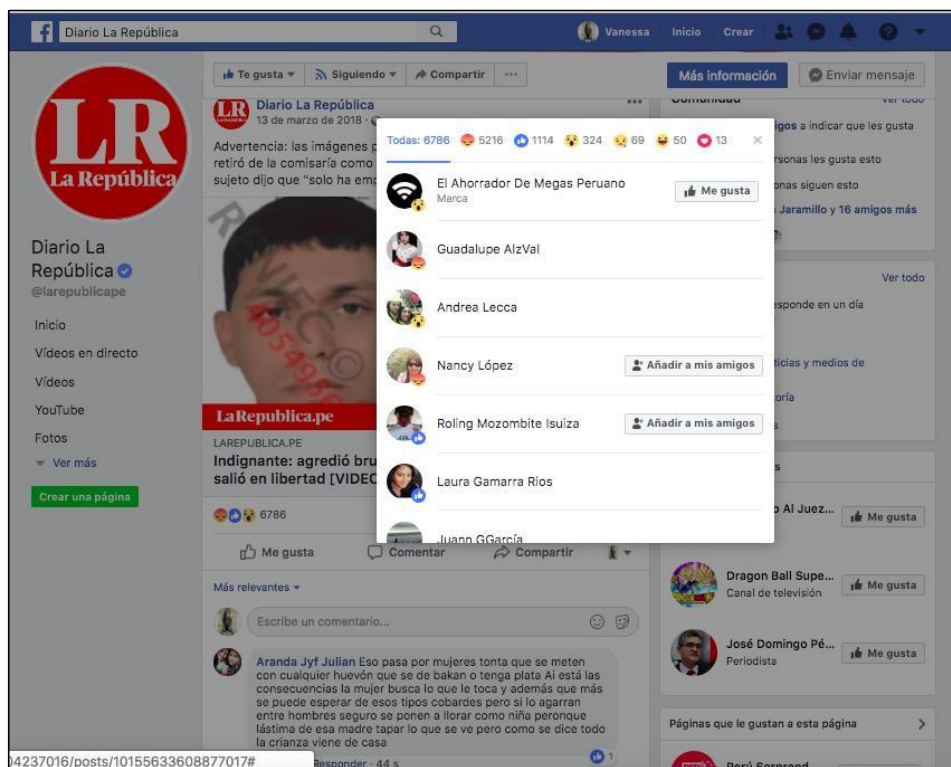 Diario La República
Vanessa Inicio Crear
Te gusta Siguiendo Compartir ...
Más información Enviar mensaje
LR
La República
Diario La
República
@larepublicape
Inicio
Vídeos en directo
Vídeos
YouTube
Fotos
Ver más
Crear una página
LR
Diario La República
13 de marzo de 2018
Advertencia: las imágenes
retiró de la comisaría como
sujeto dijo que "solo ha
LaRepublica.pe
LAREPUBLICA.PE
Indignante: agredió
salió en libertad
6786
Me gusta Comentar Compartir
Más relevantes
Escribe un comentario...
Aranda Jyf Julian Eso pasa por mujeres tonta que se meten
con cualquier huevón que se de bakan o tenga plata Ai está las
consecuencias la mujer busca lo que le toca y además que más
se puede esperar de esos tipos cobardes pero si lo agarran
entre hombres seguro se ponen a llorar como niña peronque
lástima de esa madre tapar lo que se ve pero como se dice todo
la crianza viene de casa
Responder · 44 s
1
04237016/posts/10155633608877017#
Todas: 6786 5216 1114 324 69 50 13
El Ahorrador De Megas Peruano
Marca
Me gusta
Guadalupe AlzVal
Andrea Lecca
Nancy López
Añadir a mis amigos
Roling Mozombite Isuiza
Añadir a mis amigos
Laura Gamarra Rios
Juann GGarcía
Comunidad Ver todo
a indicar que les gusta
les gusta esto
siguen esto
Jaramillo y 16 amigos más
Ver todo
en un día
y medios de
Al Juez...
Me gusta
Dragon Ball Supe...
Canal de televisión
Me gusta
José Domingo Pé...
Periodista
Me gusta
Páginas que le gustan a esta página
Perú Sorprend